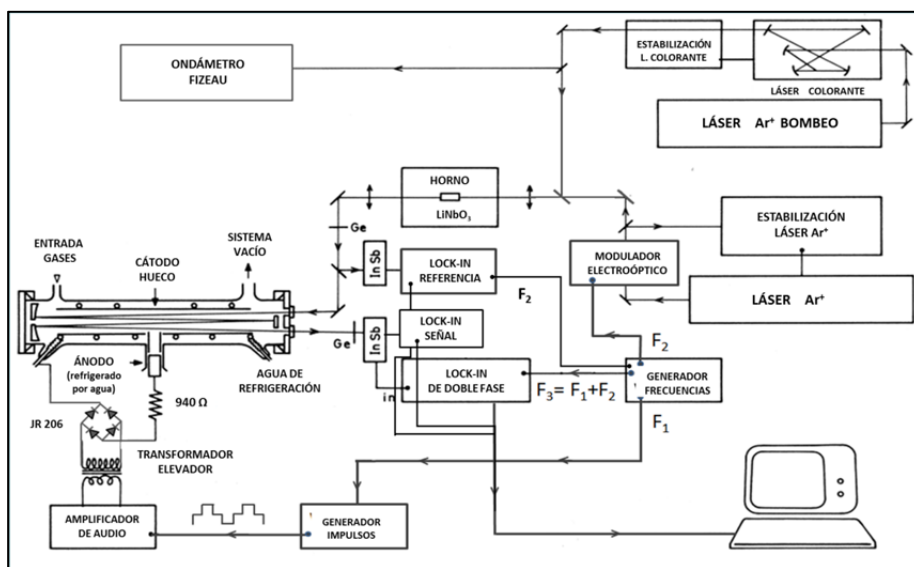 ONDÁMETRO
FIZEAU
ESTABILIZACIÓN
L. COLORANTE
LÁSER COLORANTE
LÁSER Ar+ BOMBEO
HORNO
LiNbO3
Ge
ENTRADA
GASES
CÁTODO
HUECO
SISTEMA
VACÍO
InSb
LOCK-IN
REFERENCIA
F2
MODULADOR
ELECTROÓPTICO
ESTABILIZACIÓN
LÁSER Ar+
LÁSER Ar+
LOCK-IN
SEÑAL
Ge
InSb
F2
ÁNODO
(refrigerado
por agua)
AGUA DE
REFRIGERACIÓN
in
LOCK-IN
DE DOBLE FASE
F3= F1+F2
GENERADOR
FRECUENCIAS
940 Ω
JR 206
F1
TRANSFORMADOR
ELEVADOR
AMPLIFICADOR
DE AUDIO
GENERADOR
IMPULSOS